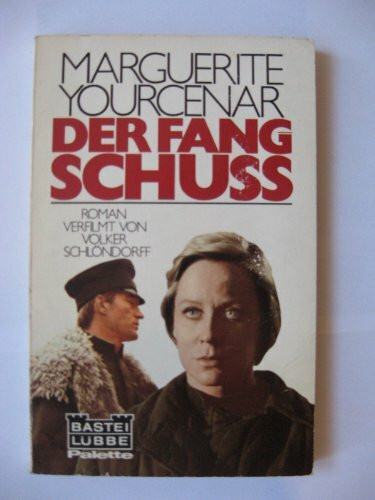 MARGUERITE
YOURCENAR
DER FANG
SCHUSS
ROMAN
VERFILMT VON
VOLKER
SCHLÖNDORFF
BASTEI
LÜBBE
Palette